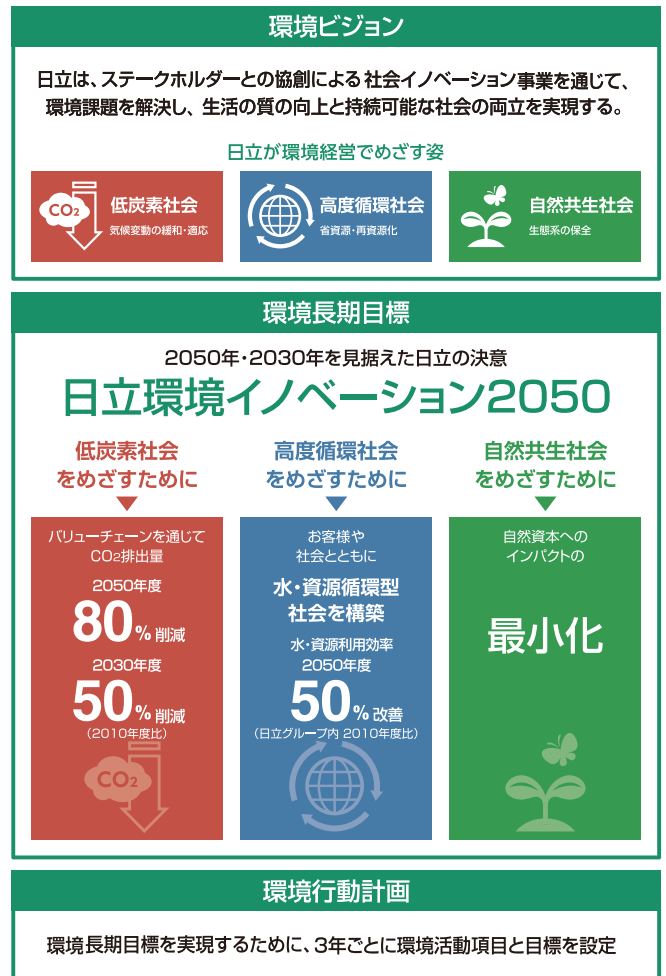 環境ビジョン
日立は、ステークホルダーとの協創による社会イノベーション事業を通じて、
環境課題を解決し、生活の質の向上と持続可能な社会の両立を実現する。
日立が環境経営でめざす姿
CO2
低炭素社会
気候変動の緩和・適応
高度循環社会
省資源・再資源化
自然共生社会
生態系の保全
環境長期目標
2050年・2030年を見据えた日立の決意
日立環境イノベーション2050
低炭素社会
をめざすために
バリューチェーンを通じて
CO2排出量
2050年度
80%削減
2030年度
50%削減
（2010年度比）
CO2
高度循環社会
をめざすために
お客様や
社会とともに
水・資源循環型
社会を構築
水・資源利用効率
2050年度
50%改善
（日立グループ内 2010年度比）
自然共生社会
をめざすために
自然資本への
インパクトの
最小化
環境行動計画
環境長期目標を実現するために、3年ごとに環境活動項目と目標を設定